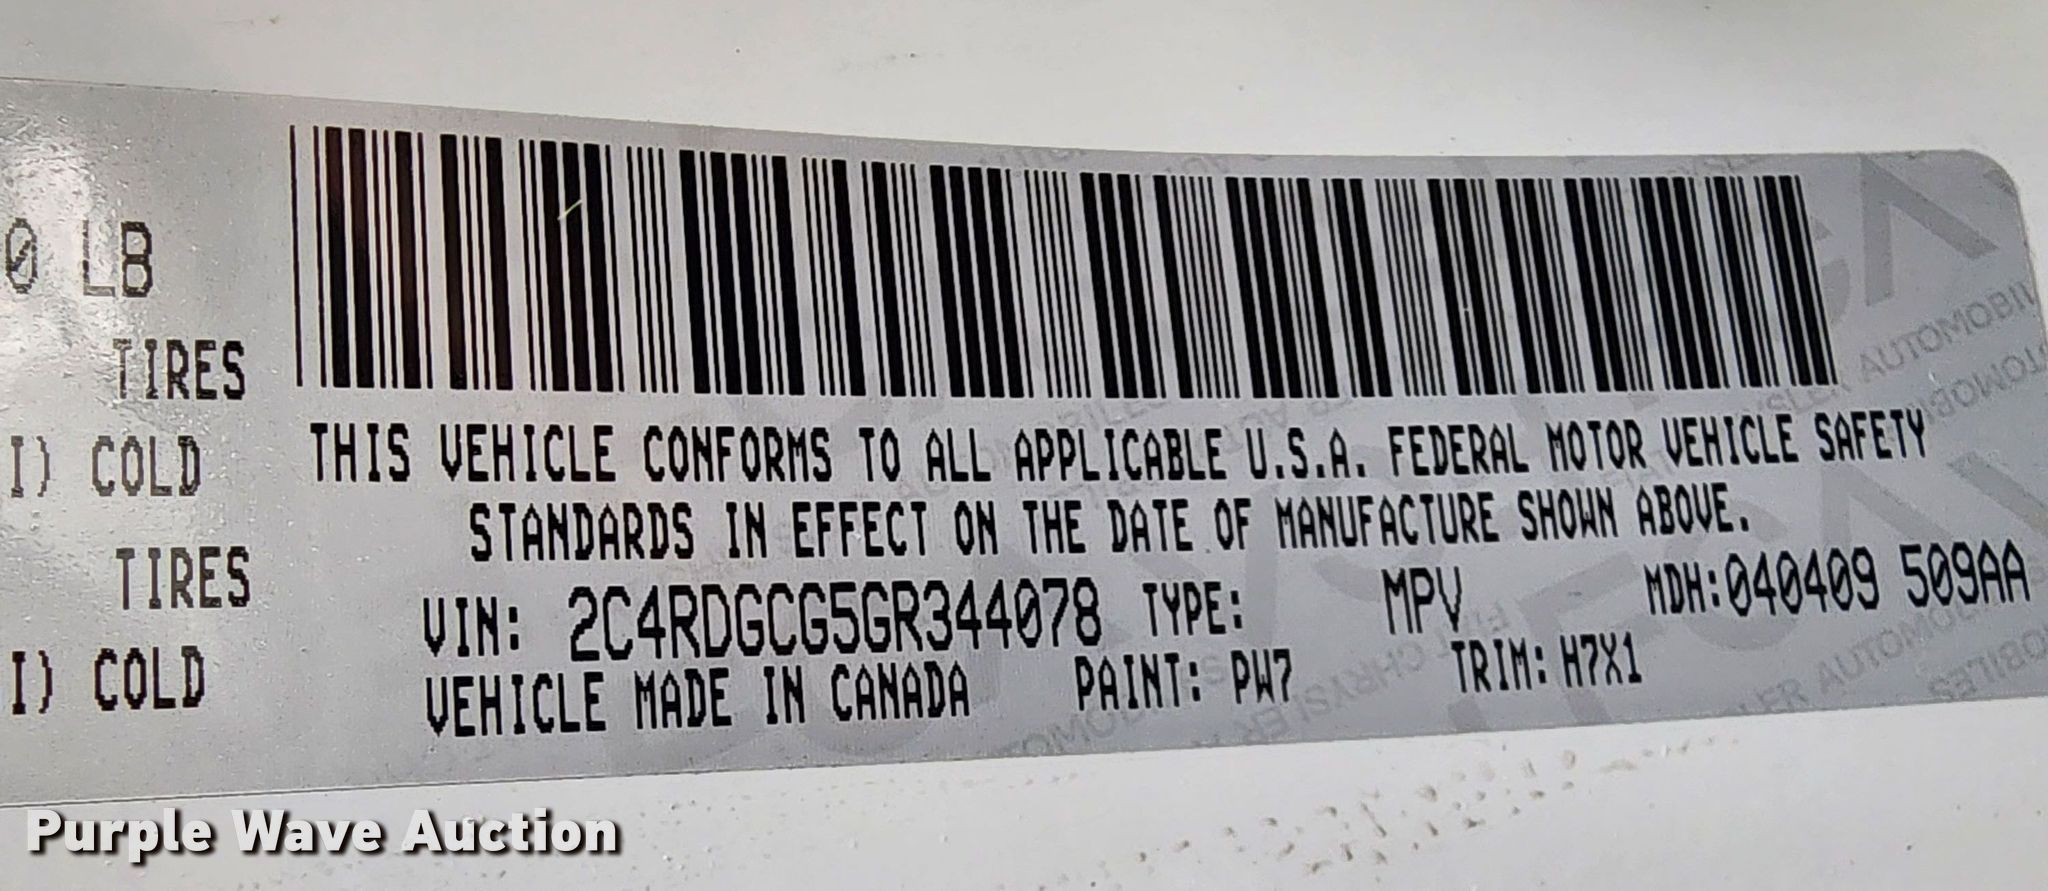 0 LB
TIRES
I) COLD
TIRES
I) COLD
THIS VEHICLE CONFORMS TO ALL APPLICABLE U.S.A. FEDERAL MOTOR VEHICLE SAFETY
STANDARDS IN EFFECT ON THE DATE OF MANUFACTURE SHOWN ABOVE.
VIN: 2C4RDGCG5GR344078 TYPE: MPV MDH:040409 509AA
VEHICLE MADE IN CANADA PAINT: PW7 TRIM: H7X1
Purple Wave Auction